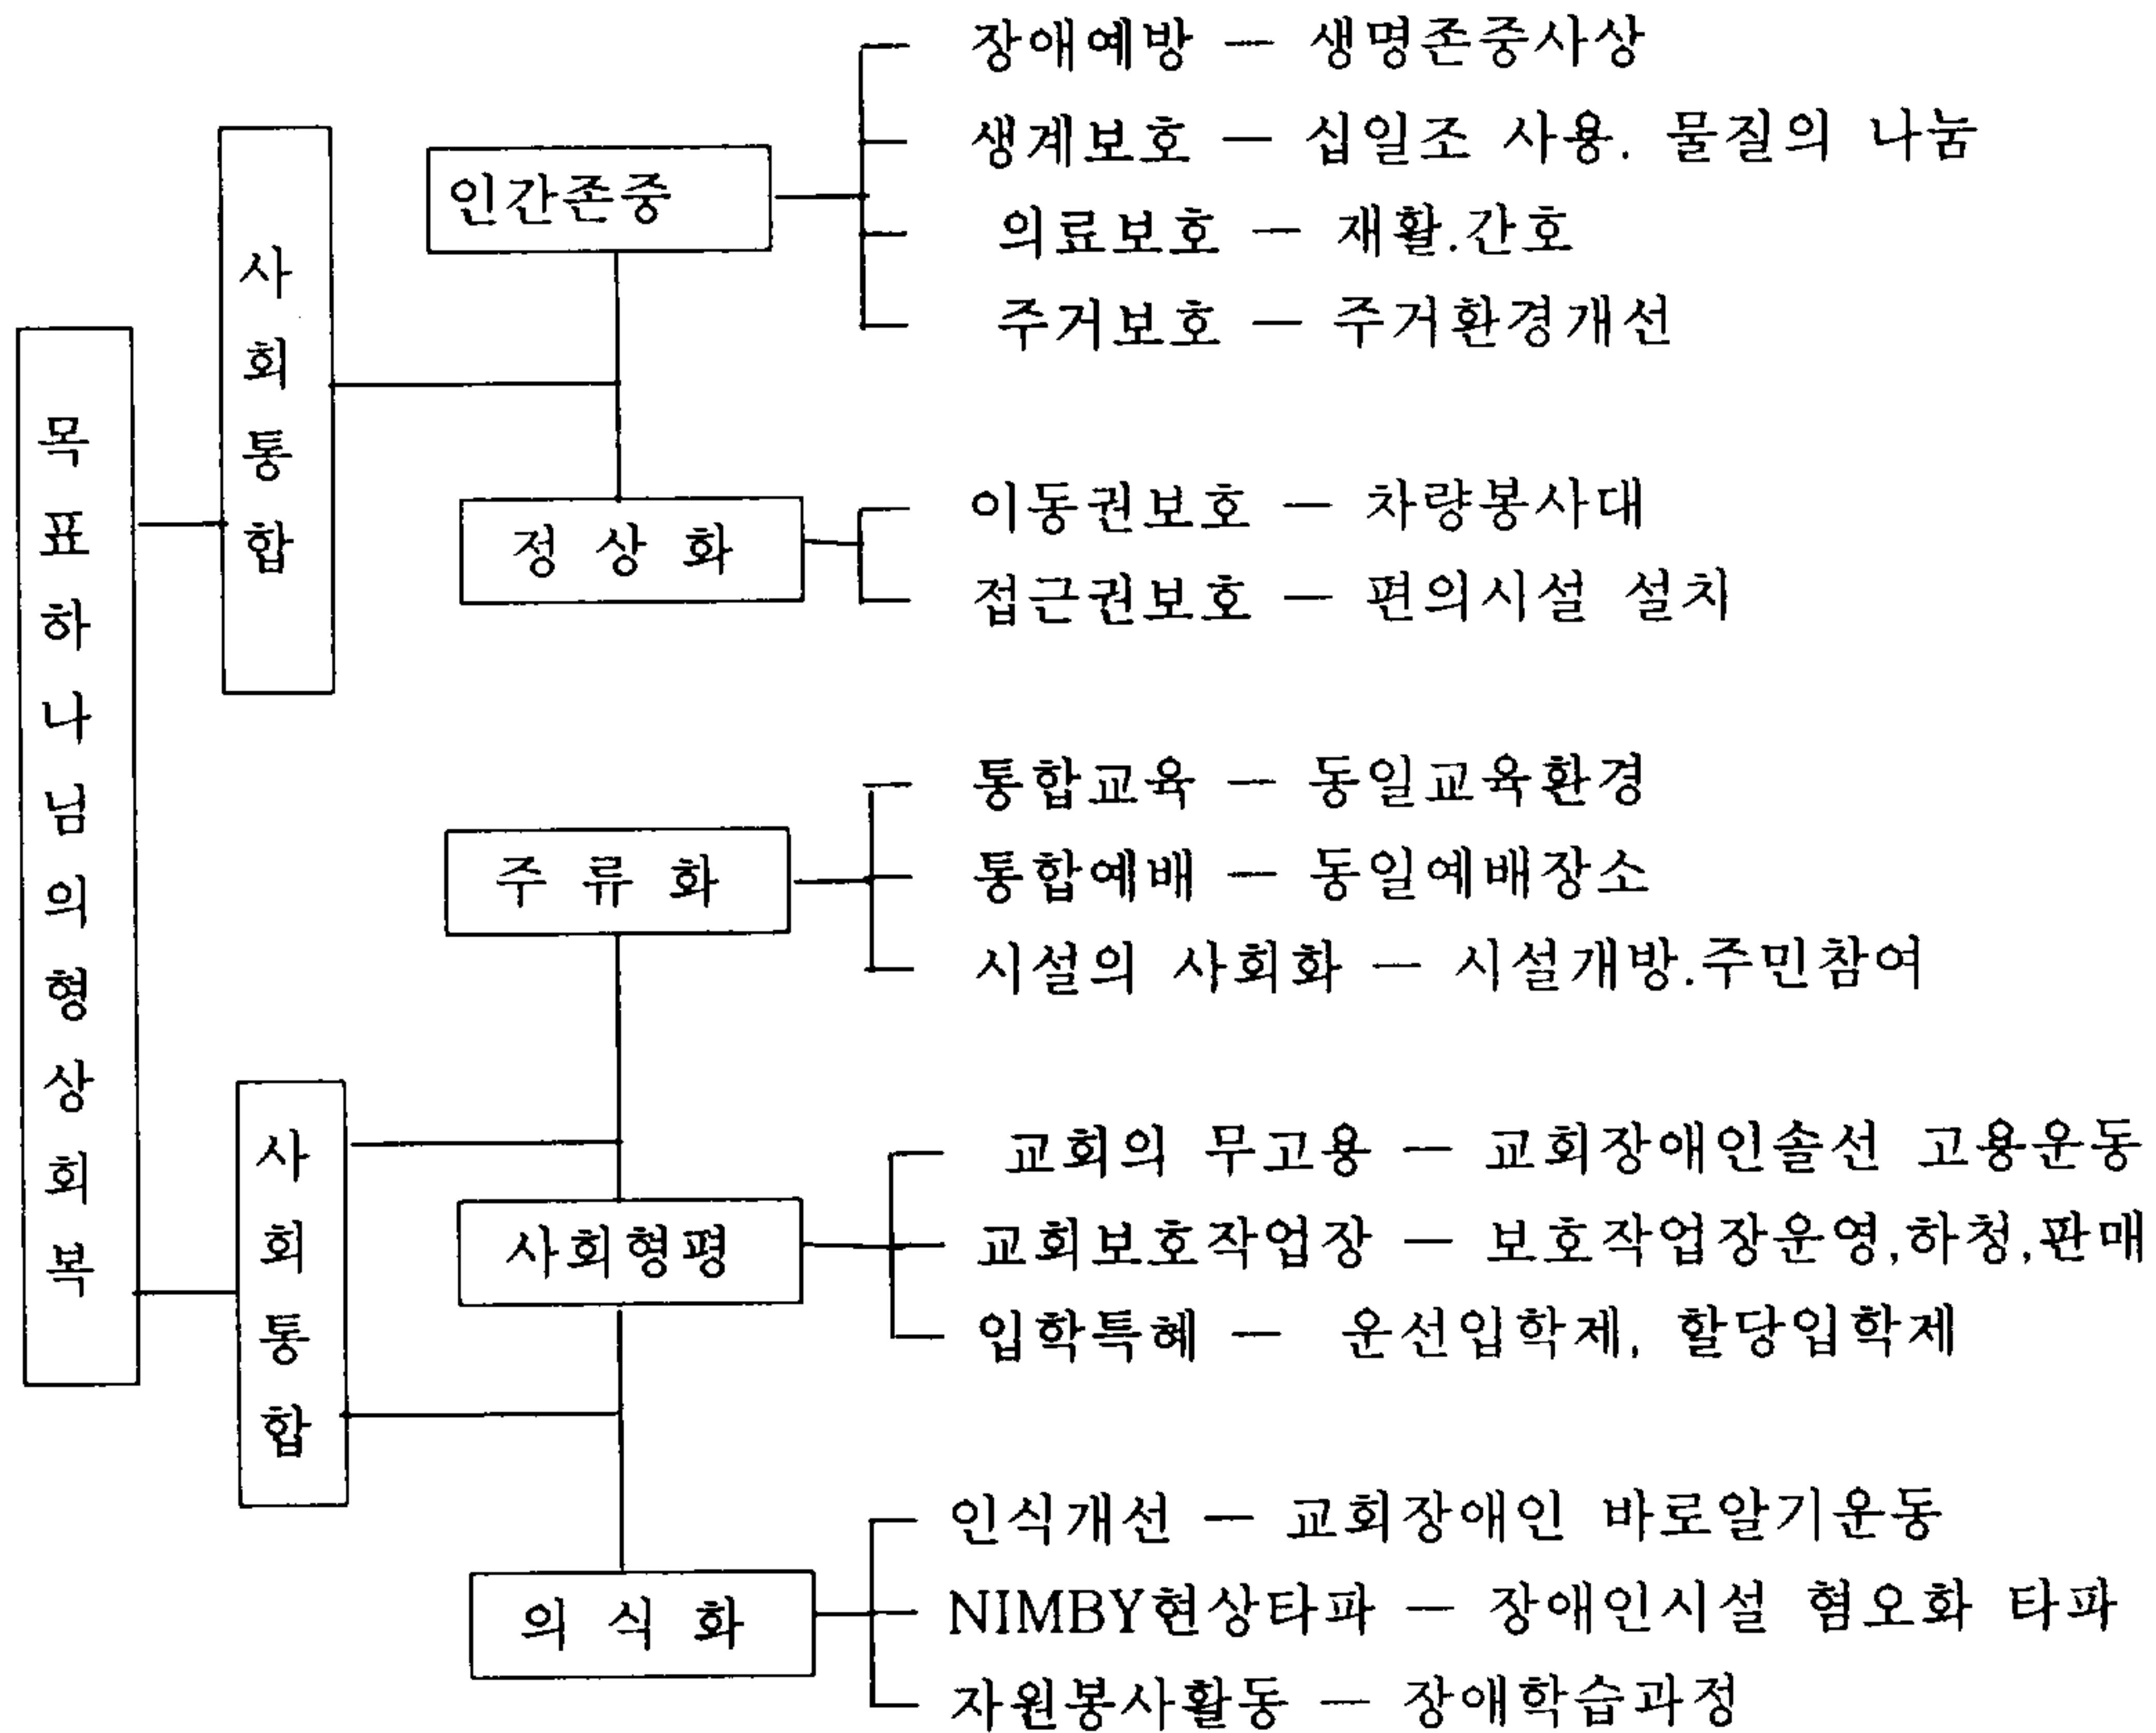 목표하나님의형상회복
사회통합
인간존중
장애예방 — 생명존중사상
생계보호 — 십일조 사용. 물질의 나눔
의료보호 — 재활.간호
주거보호 — 주거환경개선
정 상 화
이동권보호 — 차량봉사대
접근권보호 — 편의시설 설치
사회통합
주 류 화
통합교육 — 동일교육환경
통합예배 — 동일예배장소
시설의 사회화 — 시설개방.주민참여
사회형평
교회의 무고용 — 교회장애인솔선 고용운동
교회보호작업장 — 보호작업장운영,하청,판매
입학특혜 — 운선입학제, 할당입학제
의 식 화
인식개선 — 교회장애인 바로알기운동
NIMBY현상타파 — 장애인시설 혐오화 타파
자원봉사활동 — 장애학습과정